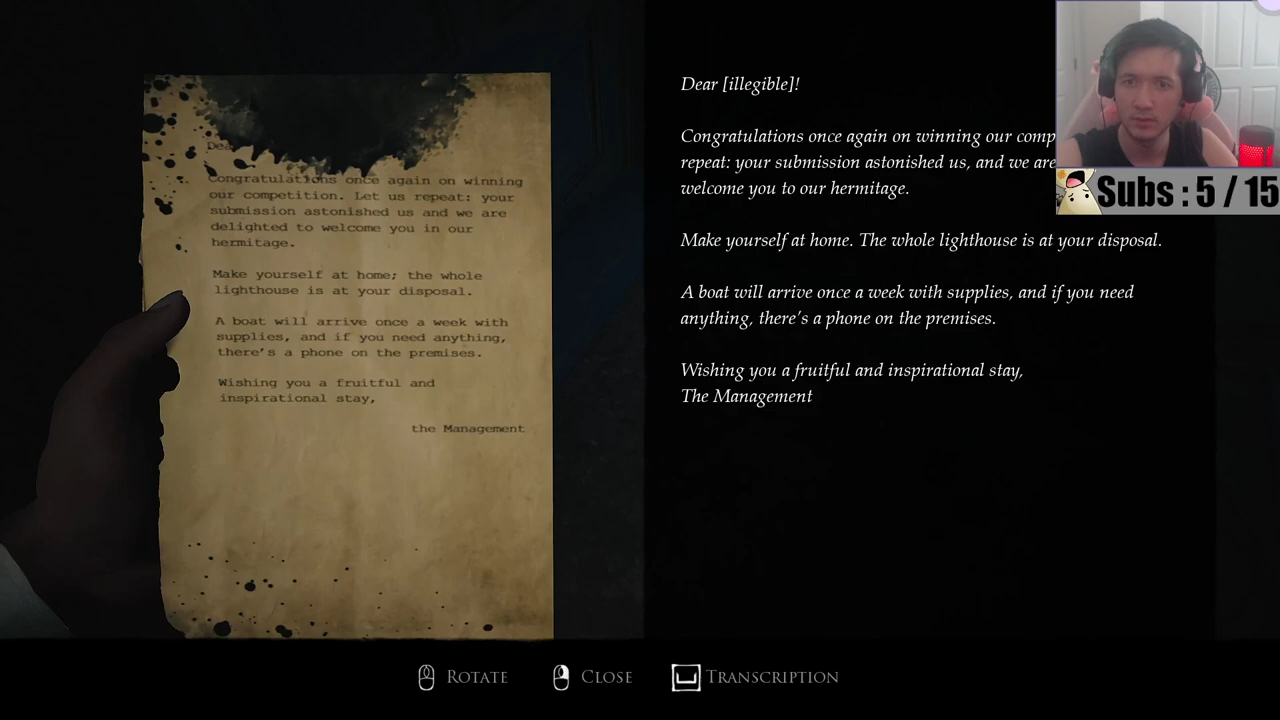 Dea
Congratulations once again on winning
our competition. Let us repeat: your
submission astonished us and we are
delighted to welcome you in our
hermitage.
Make yourself at home; the whole
lighthouse is at your disposal.
A boat will arrive once a week with
supplies, and if you need anything,
there's a phone on the premises.
Wishing you a fruitful and
inspirational stay,
the Management
Dear [illegible]!
Congratulations once again on winning our comp
repeat: your submission astonished us, and we are
welcome you to our hermitage.
Make yourself at home. The whole lighthouse is at your disposal.
A boat will arrive once a week with supplies, and if you need
anything, there's a phone on the premises.
Wishing you a fruitful and inspirational stay,
The Management
Subs : 5 / 15
ROTATE
CLOSE
TRANSCRIPTION